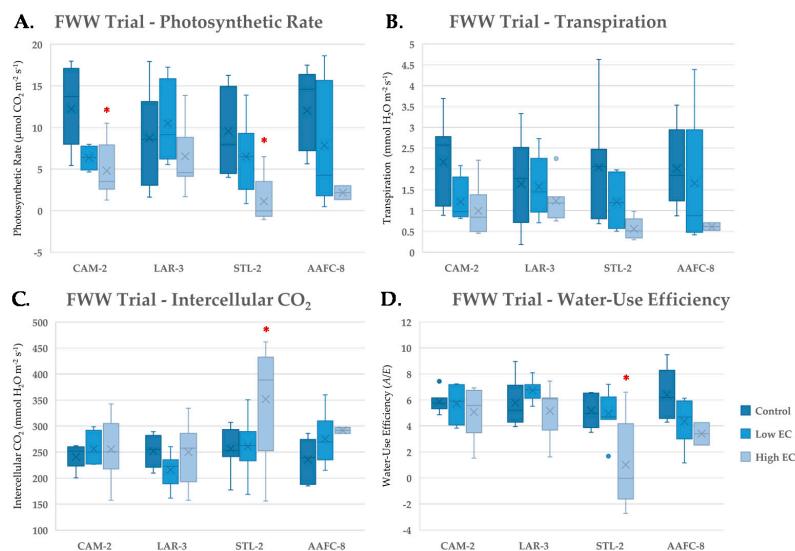 A. FWW Trial - Photosynthetic Rate
Photosynthetic Rate (µmol CO₂ m⁻² s⁻¹)
20
15
10
5
0
-5
*
*
CAM-2 LAR-3 STL-2 AAFC-8
B. FWW Trial - Transpiration
Transpiration (mmol H₂O m⁻² s⁻¹)
5
4.5
4
3.5
3
2.5
2
1.5
1
0.5
0
CAM-2 LAR-3 STL-2 AAFC-8
C. FWW Trial - Intercellular CO₂
Intercellular CO₂ (mmol H₂O m⁻² s⁻¹)
500
450
400
350
300
250
200
150
100
*
CAM-2 LAR-3 STL-2 AAFC-8
D. FWW Trial - Water-Use Efficiency
Water-Use Efficiency (A/E)
12
10
8
6
4
2
0
-2
-4
*
CAM-2 LAR-3 STL-2 AAFC-8
Control
Low EC
High EC